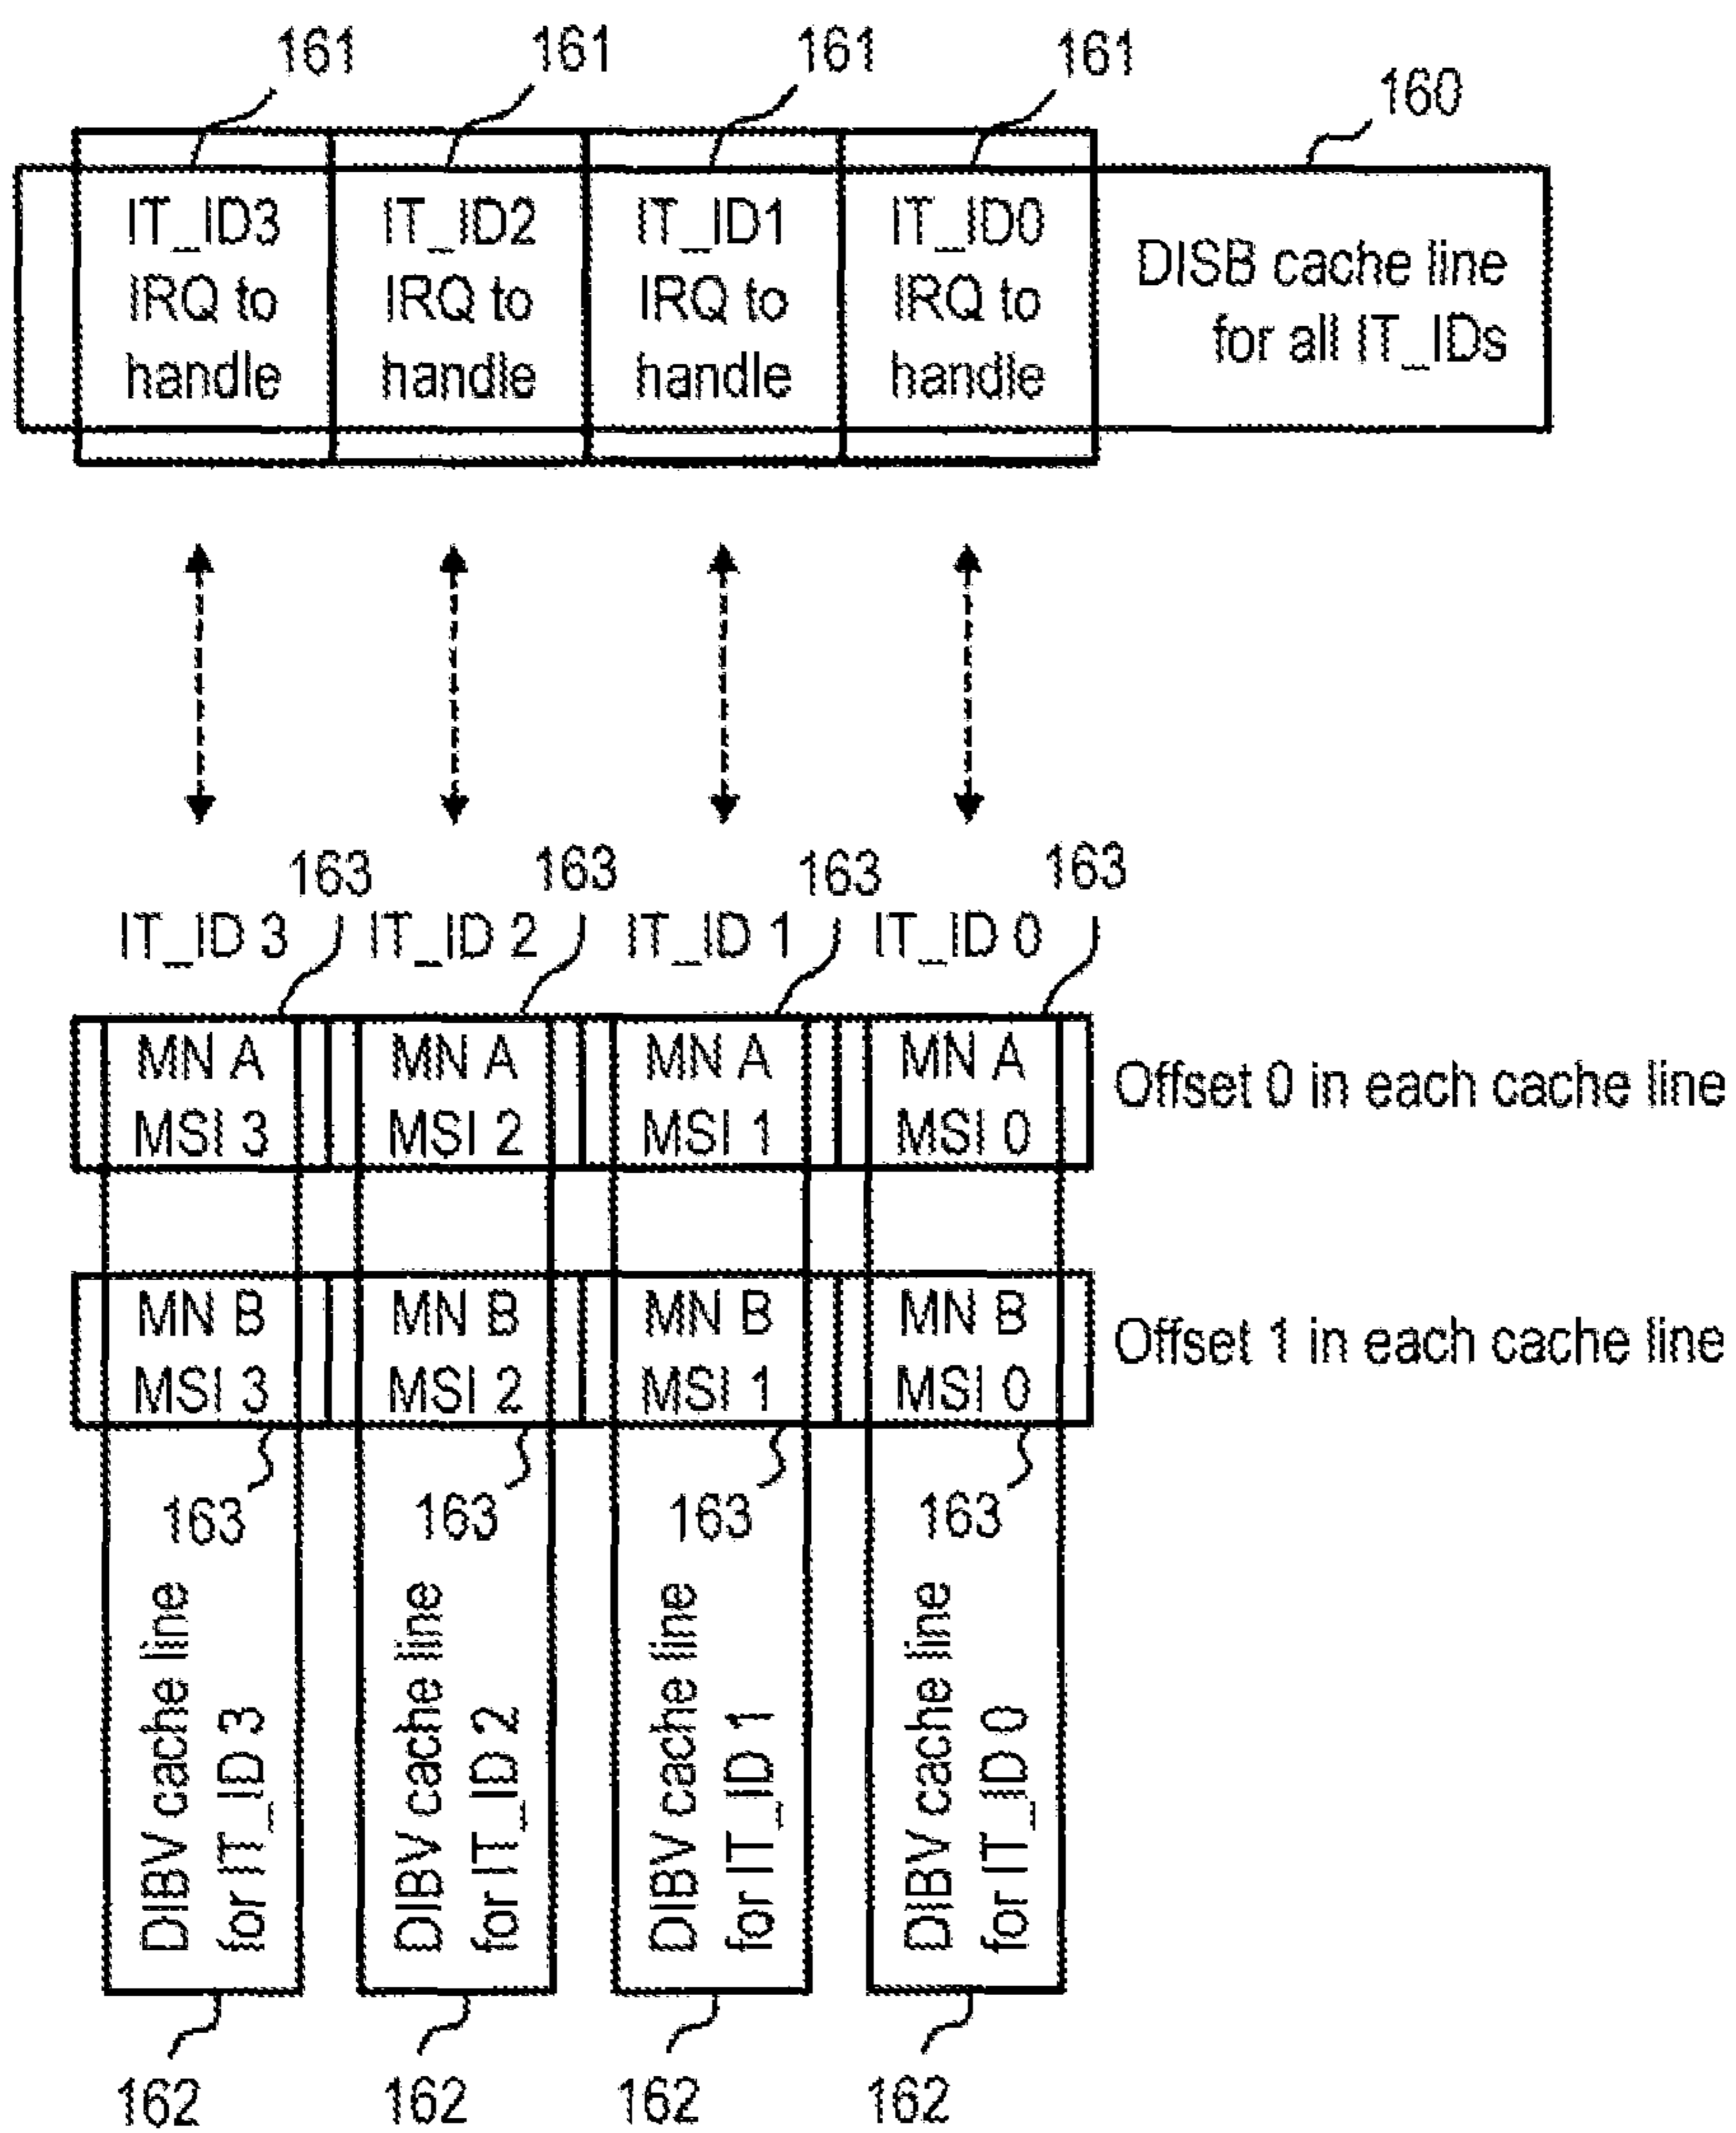 161 161 161 161 160
IT_ID3 IRQ to handle
IT_ID2 IRQ to handle
IT_ID1 IRQ to handle
IT_ID0 IRQ to handle
DISB cache line
for all IT_IDs
163 163 163 163
IT_ID 3 IT_ID 2 IT_ID 1 IT_ID 0
MN A MN A MN A MN A
MSI 3 MSI 2 MSI 1 MSI 0
Offset 0 in each cache line
MN B MN B MN B MN B
MSI 3 MSI 2 MSI 1 MSI 0
Offset 1 in each cache line
163 163 163 163
DIBV cache line
for IT_ID 3
DIBV cache line
for IT_ID 2
DIBV cache line
for IT_ID 1
DIBV cache line
for IT_ID 0
162 162 162 162